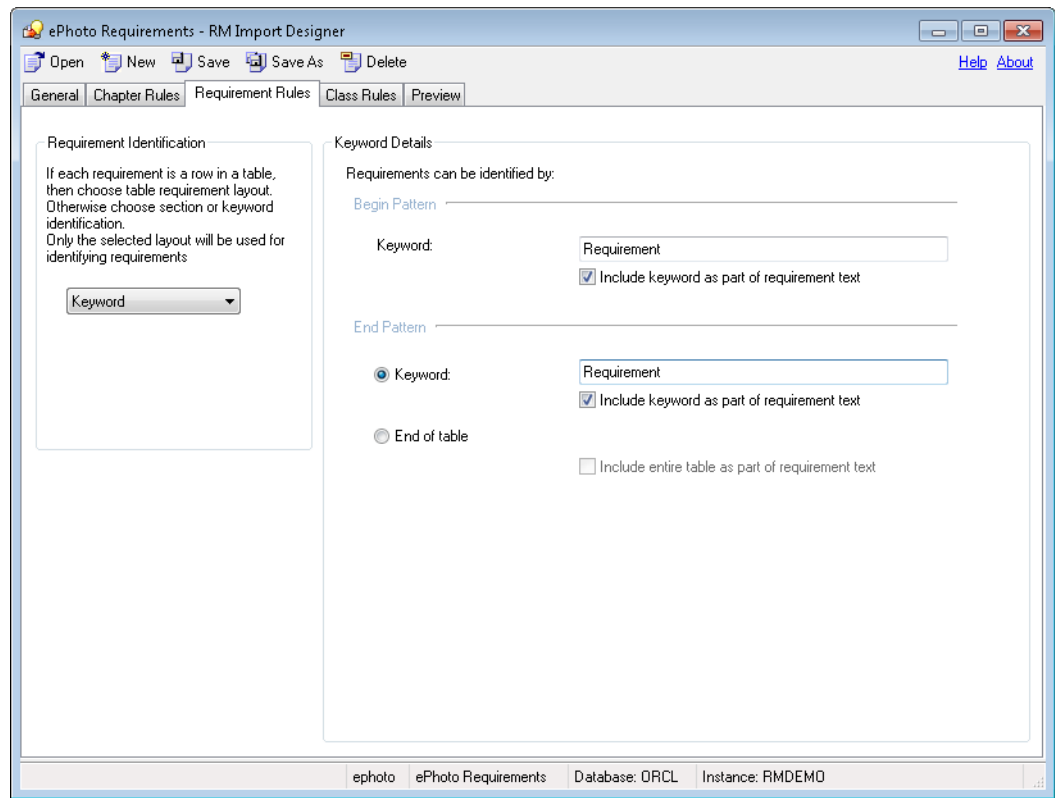 ePhoto Requirements - RM Import Designer
Open New Save Save As Delete Help About
General Chapter Rules Requirement Rules Class Rules Preview
Requirement Identification
If each requirement is a row in a table,
then choose table requirement layout.
Otherwise choose section or keyword
identification.
Only the selected layout will be used for
identifying requirements
Keyword
Keyword Details
Requirements can be identified by:
Begin Pattern
Keyword: Requirement
Include keyword as part of requirement text
End Pattern
Keyword: Requirement
Include keyword as part of requirement text
End of table
Include entire table as part of requirement text
ephoto ePhoto Requirements Database: ORCL Instance: RMDEMO